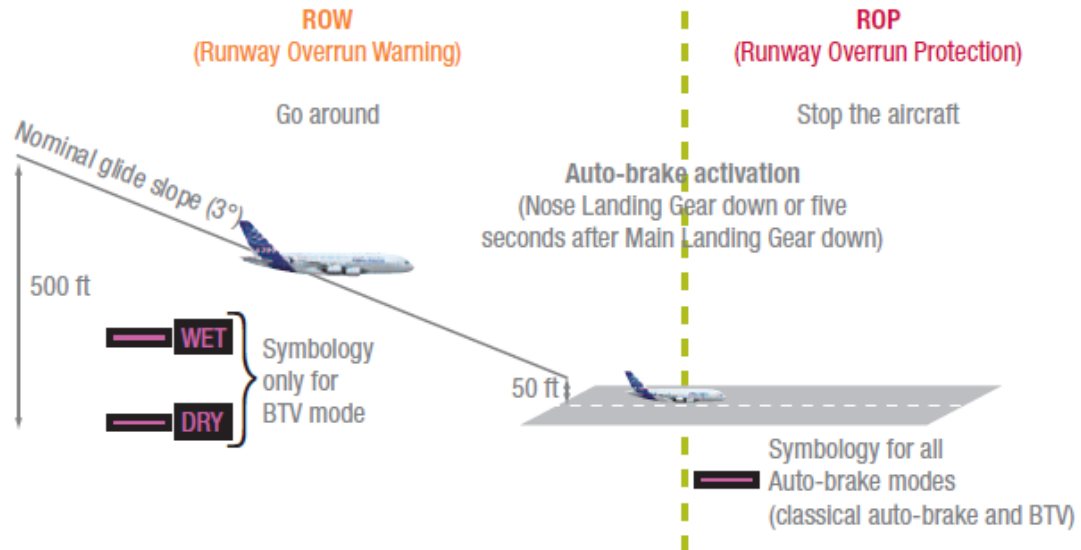 ROW
(Runway Overrun Warning)
Go around
ROP
(Runway Overrun Protection)
Stop the aircraft
Nominal glide slope (3°)
Auto-brake activation
(Nose Landing Gear down or five
seconds after Main Landing Gear down)
500 ft
WET
DRY
Symbology
only for
BTV mode
50 ft
Symbology for all
Auto-brake modes
(classical auto-brake and BTV)